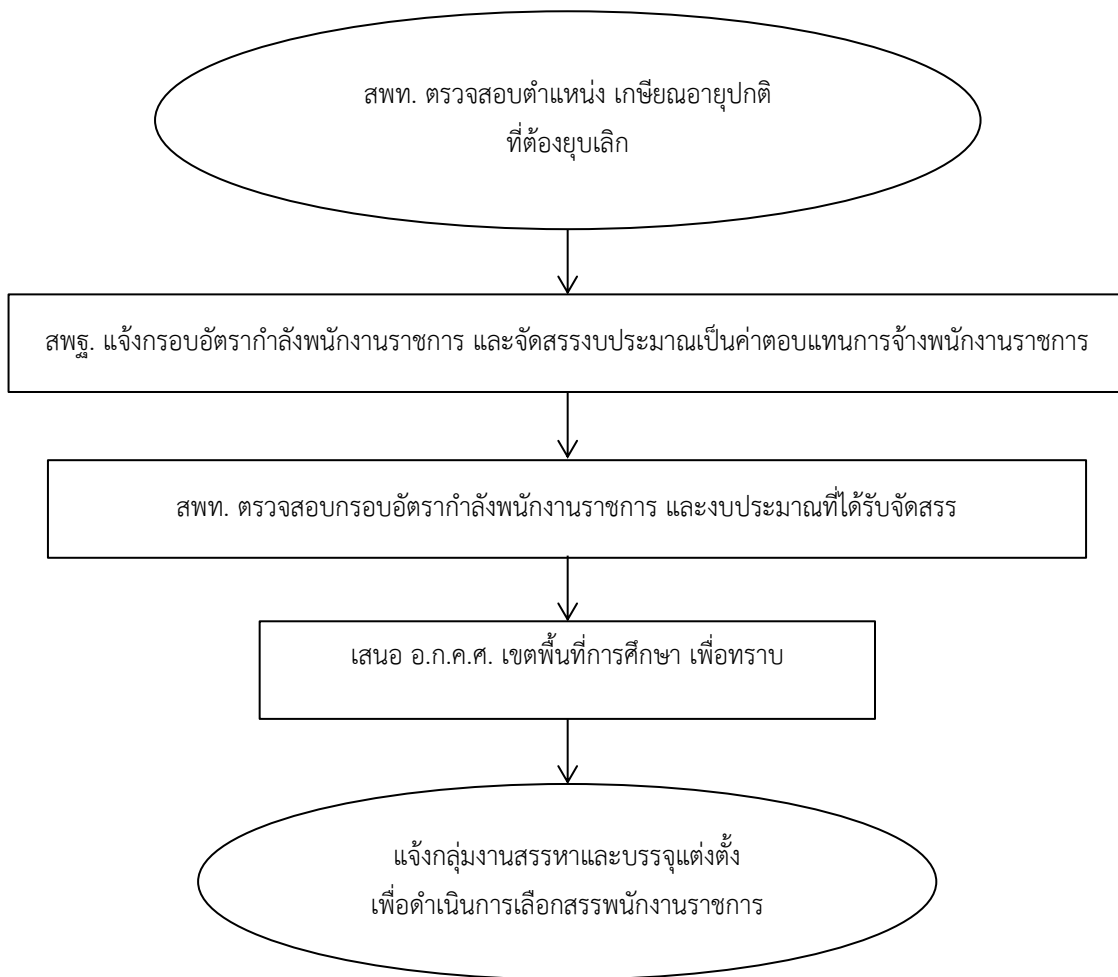 สพท. ตรวจสอบตำแหน่ง เกษียณอายุปกติ
ที่ต้องยุบเลิก
สพฐ. แจ้งกรอบอัตรากำลังพนักงานราชการ และจัดสรรงบประมาณเป็นค่าตอบแทนการจ้างพนักงานราชการ
สพท. ตรวจสอบกรอบอัตรากำลังพนักงานราชการ และงบประมาณที่ได้รับจัดสรร
เสนอ อ.ก.ค.ศ. เขตพื้นที่การศึกษา เพื่อทราบ
แจ้งกลุ่มงานสรรหาและบรรจุแต่งตั้ง
เพื่อดำเนินการเลือกสรรพนักงานราชการ